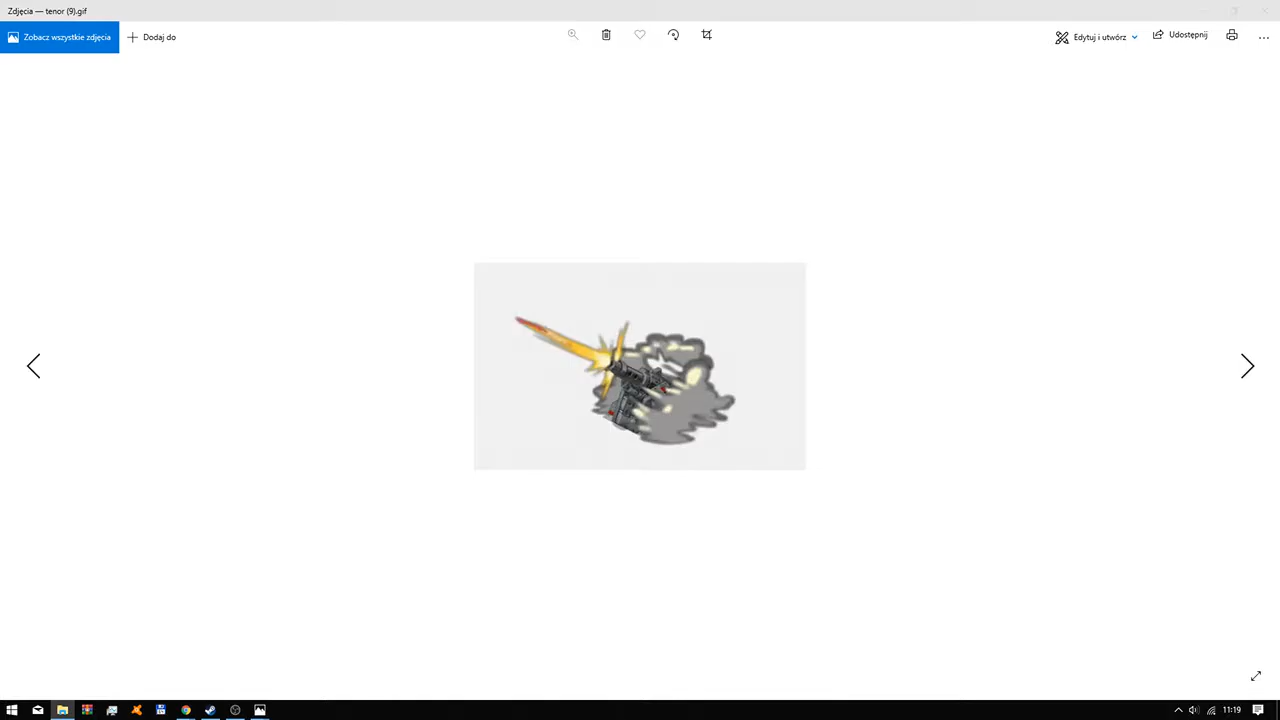 Zdjęcia — tenor (9).gif
Zobacz wszystkie zdjęcia
Dodaj do
Edytuj i utwórz
Udostępnij
11:19